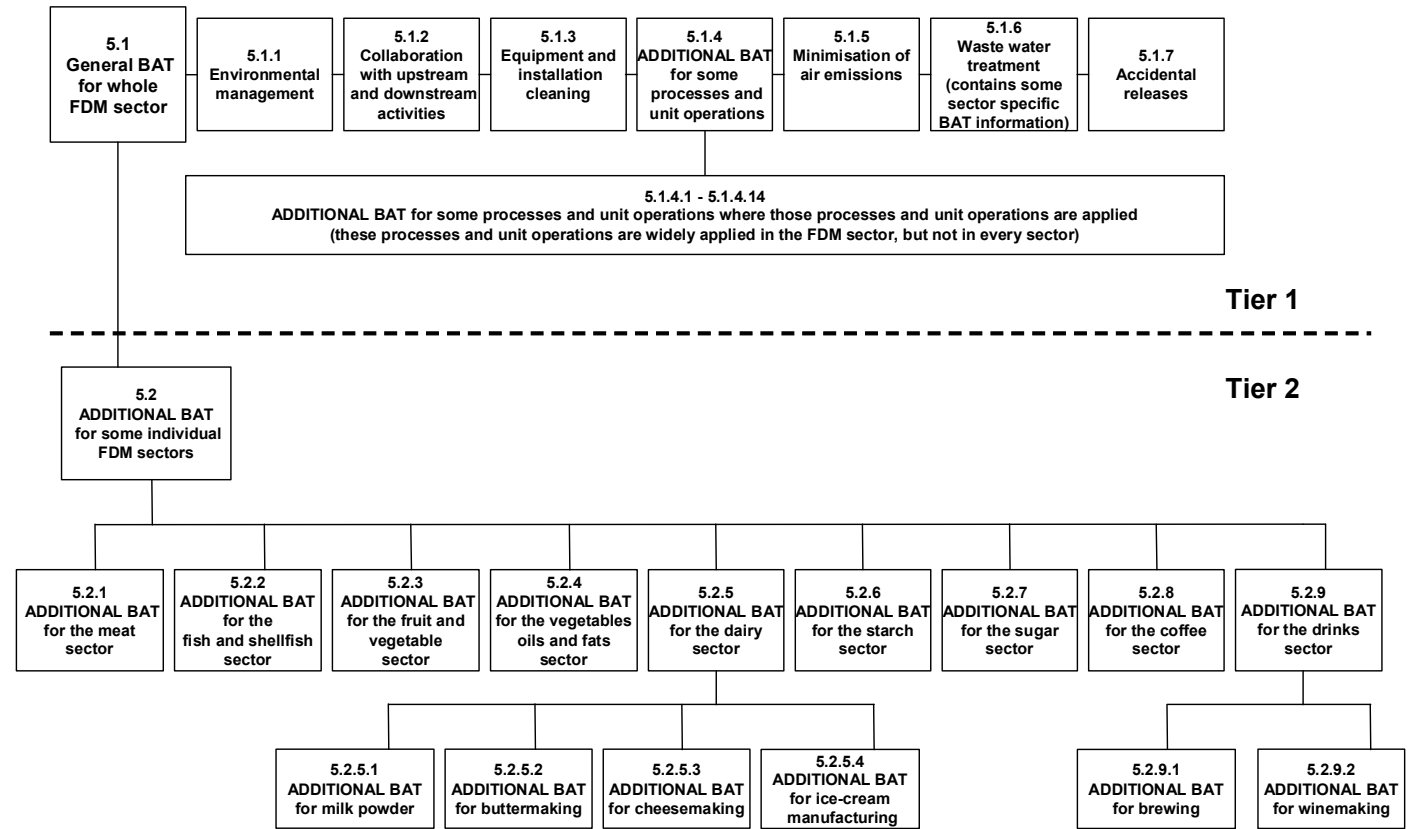 5.1
General BAT
for whole
FDM sector
5.1.1
Environmental
management
5.1.2
Collaboration
with upstream
and downstream
activities
5.1.3
Equipment and
installation
cleaning
5.1.4
ADDITIONAL BAT
for some
processes and
unit operations
5.1.5
Minimisation of
air emissions
5.1.6
Waste water
treatment
(contains some
sector specific
BAT information)
5.1.7
Accidental
releases
5.1.4.1 - 5.1.4.14
ADDITIONAL BAT for some processes and unit operations where those processes and unit operations are applied
(these processes and unit operations are widely applied in the FDM sector, but not in every sector)
Tier 1
Tier 2
5.2
ADDITIONAL BAT
for some individual
FDM sectors
5.2.1
ADDITIONAL BAT
for the meat
sector
5.2.2
ADDITIONAL BAT
for the
fish and shellfish
sector
5.2.3
ADDITIONAL BAT
for the fruit and
vegetable
sector
5.2.4
ADDITIONAL BAT
for the vegetables
oils and fats
sector
5.2.5
ADDITIONAL BAT
for the dairy
sector
5.2.6
ADDITIONAL BAT
for the starch
sector
5.2.7
ADDITIONAL BAT
for the sugar
sector
5.2.8
ADDITIONAL BAT
for the coffee
sector
5.2.9
ADDITIONAL BAT
for the drinks
sector
5.2.5.1
ADDITIONAL BAT
for milk powder
5.2.5.2
ADDITIONAL BAT
for buttermaking
5.2.5.3
ADDITIONAL BAT
for cheesemaking
5.2.5.4
ADDITIONAL BAT
for ice-cream
manufacturing
5.2.9.1
ADDITIONAL BAT
for brewing
5.2.9.2
ADDITIONAL BAT
for winemaking